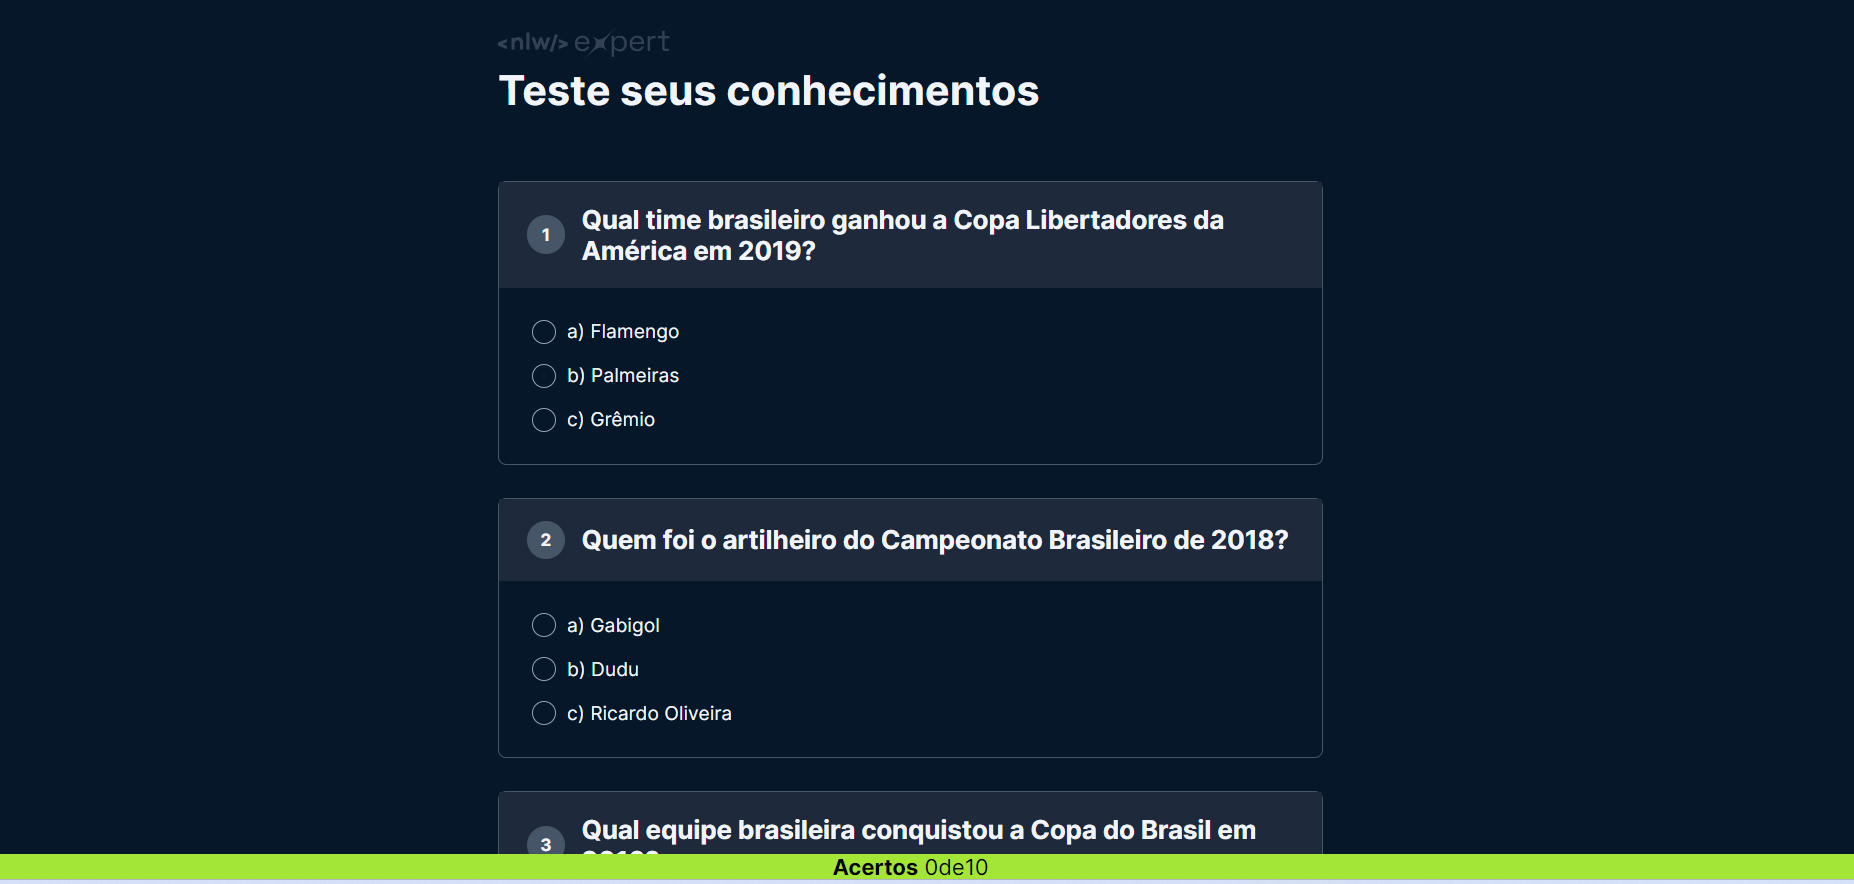 <nlw/> expert
Teste seus conhecimentos
1
Qual time brasileiro ganhou a Copa Libertadores da
América em 2019?
a) Flamengo
b) Palmeiras
c) Grêmio
2
Quem foi o artilheiro do Campeonato Brasileiro de 2018?
a) Gabigol
b) Dudu
c) Ricardo Oliveira
3
Qual equipe brasileira conquistou a Copa do Brasil em
Acertos 0de10